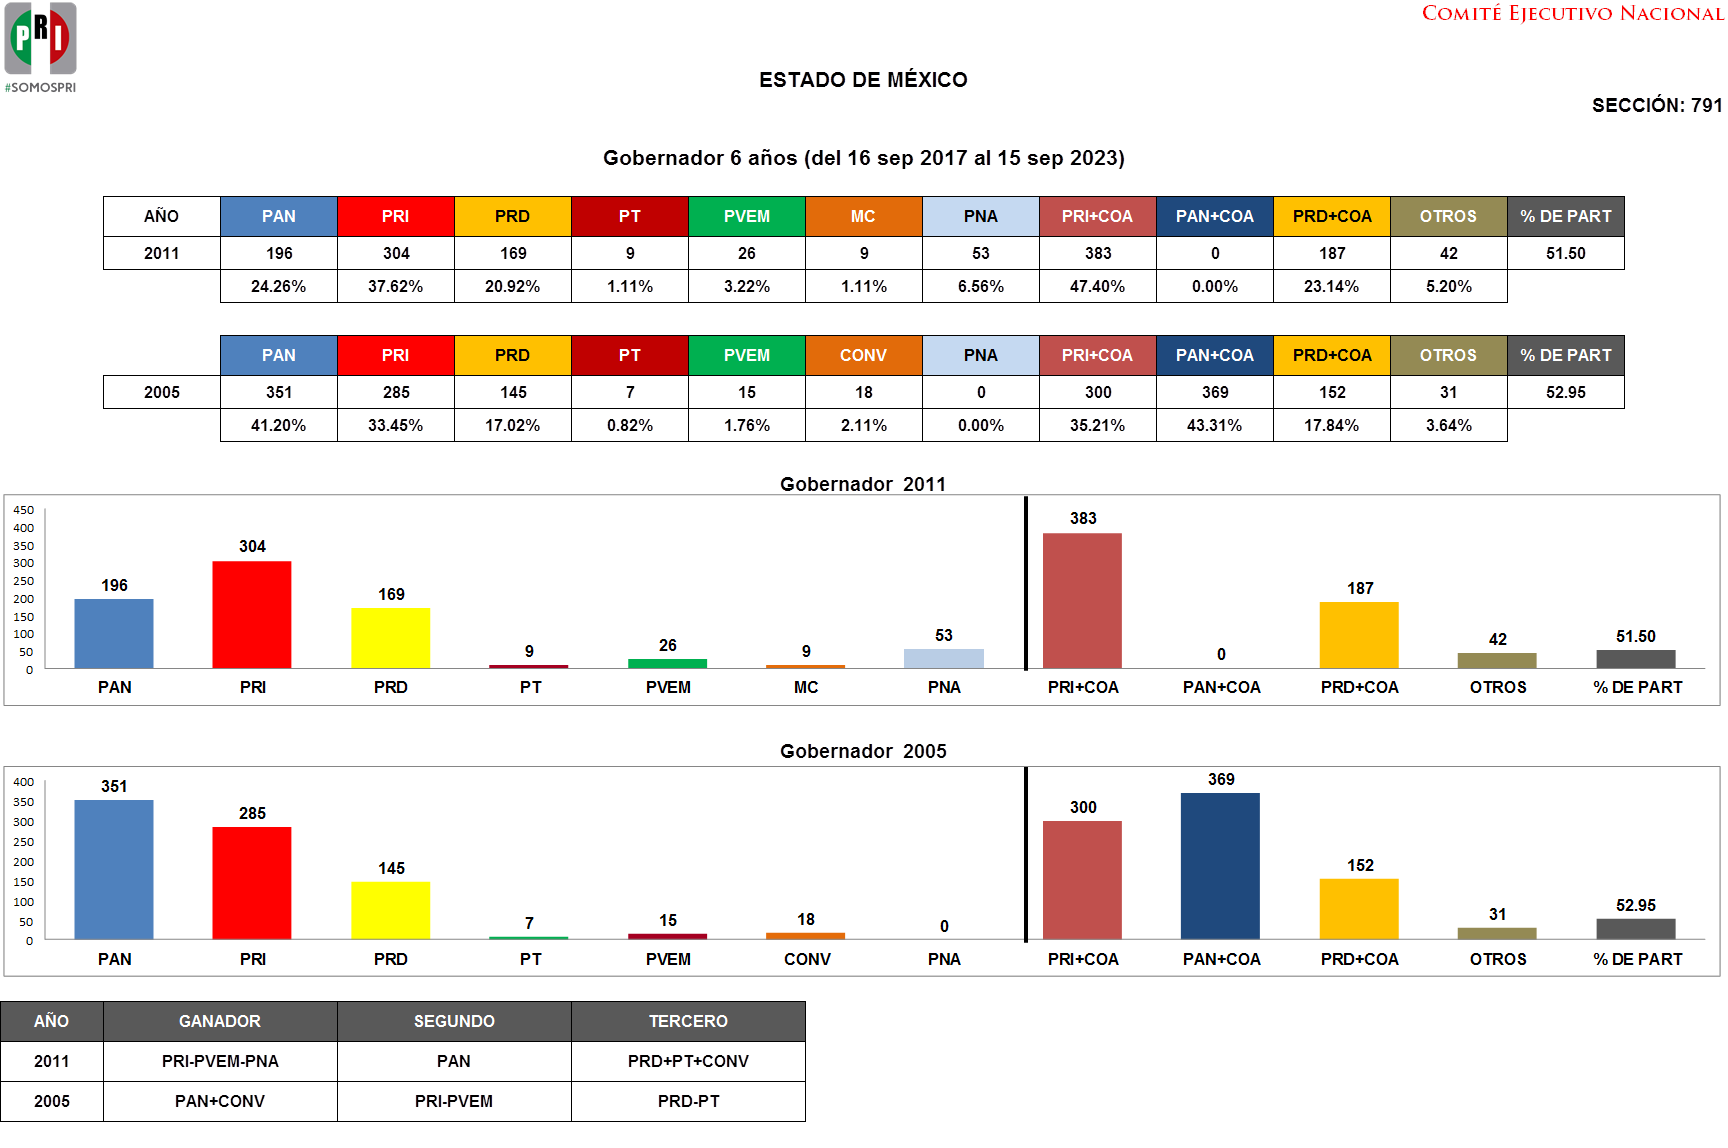 PRI
#SOMOSPRI
COMITÉ EJECUTIVO NACIONAL
ESTADO DE MÉXICO
SECCIÓN: 791
Gobernador 6 años (del 16 sep 2017 al 15 sep 2023)
AÑO PAN PRI PRD PT PVEM MC PNA PRI+COA PAN+COA PRD+COA OTROS % DE PART
2011 196 304 169 9 26 9 53 383 0 187 42 51.50
24.26% 37.62% 20.92% 1.11% 3.22% 1.11% 6.56% 47.40% 0.00% 23.14% 5.20%
PAN PRI PRD PT PVEM CONV PNA PRI+COA PAN+COA PRD+COA OTROS % DE PART
2005 351 285 145 7 15 18 0 300 369 152 31 52.95
41.20% 33.45% 17.02% 0.82% 1.76% 2.11% 0.00% 35.21% 43.31% 17.84% 3.64%
Gobernador 2011
450
400
350
300
250
200
150
100
50
0
196 304 169 9 26 9 53 383 0 187 42 51.50
PAN PRI PRD PT PVEM MC PNA PRI+COA PAN+COA PRD+COA OTROS % DE PART
Gobernador 2005
400
350
300
250
200
150
100
50
0
351 285 145 7 15 18 0 300 369 152 31 52.95
PAN PRI PRD PT PVEM CONV PNA PRI+COA PAN+COA PRD+COA OTROS % DE PART
AÑO GANADOR SEGUNDO TERCERO
2011 PRI-PVEM-PNA PAN PRD+PT+CONV
2005 PAN+CONV PRI-PVEM PRD-PT